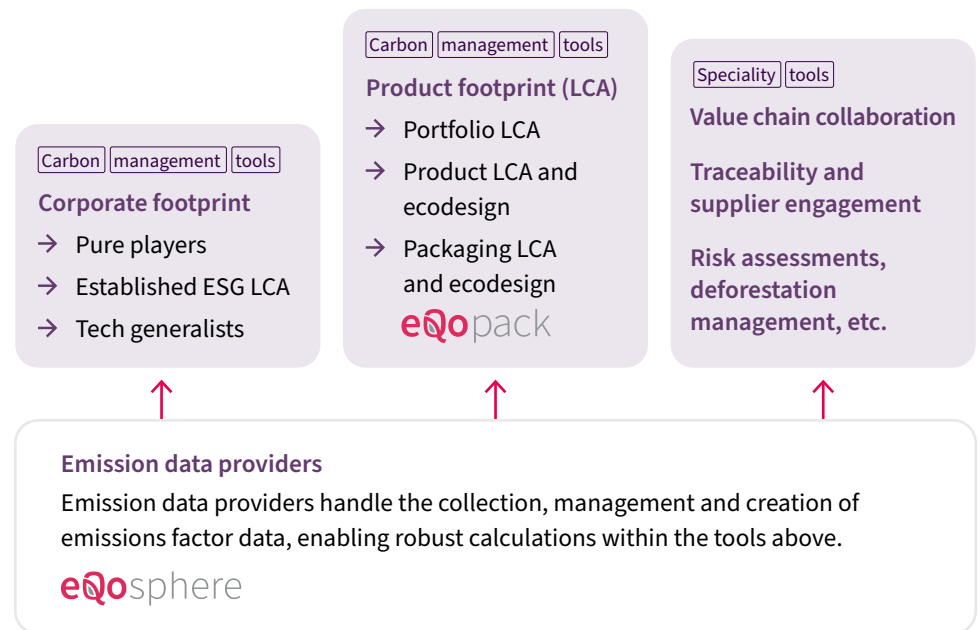 Carbon management tools
Corporate footprint
→ Pure players
→ Established ESG LCA
→ Tech generalists
Carbon management tools
Product footprint (LCA)
→ Portfolio LCA
→ Product LCA and
ecodesign
→ Packaging LCA
and ecodesign
eQopack
Speciality tools
Value chain collaboration
Traceability and
supplier engagement
Risk assessments,
deforestation
management, etc.
Emission data providers
Emission data providers handle the collection, management and creation of
emissions factor data, enabling robust calculations within the tools above.
eQosphere